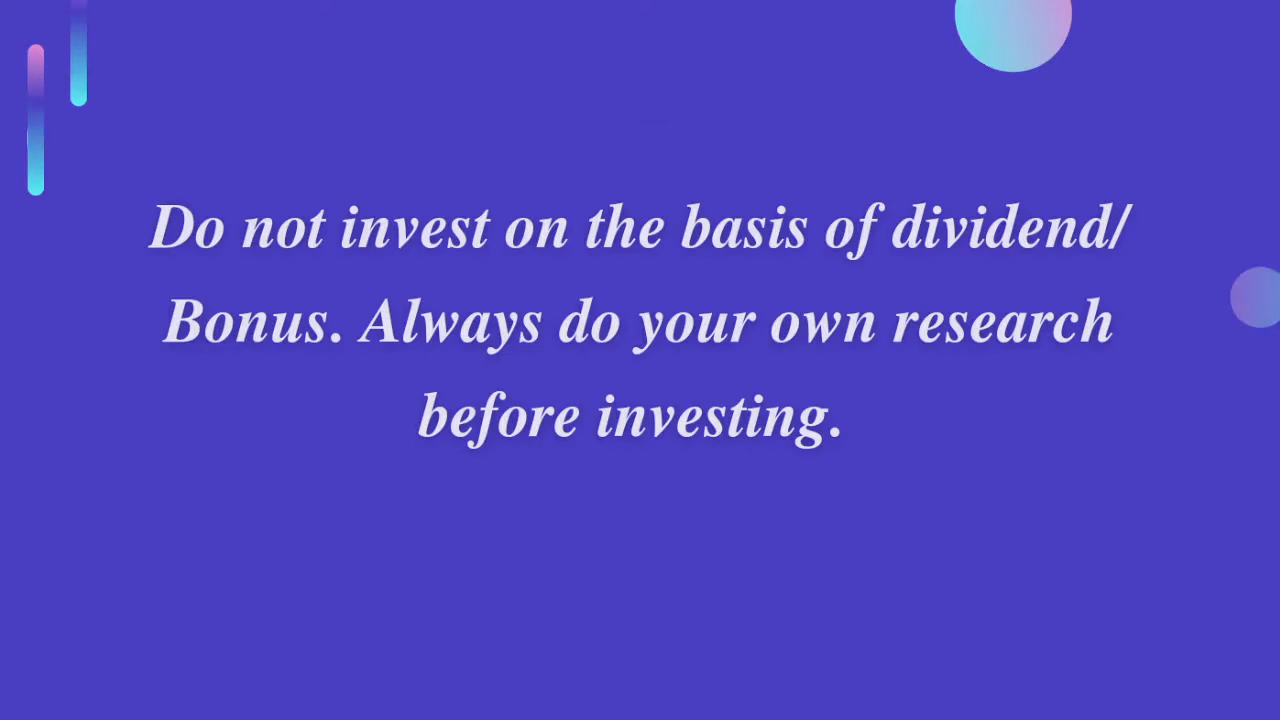 Do not invest on the basis of dividend/
Bonus. Always do your own research
before investing.